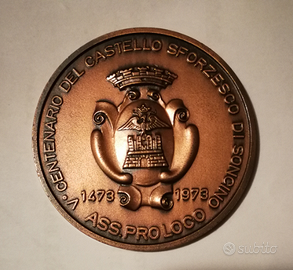 V° CENTENARIO DEL CASTELLO SFORZESCO DI SONCINO
1473 1973
ASS. PRO LOCO
subito